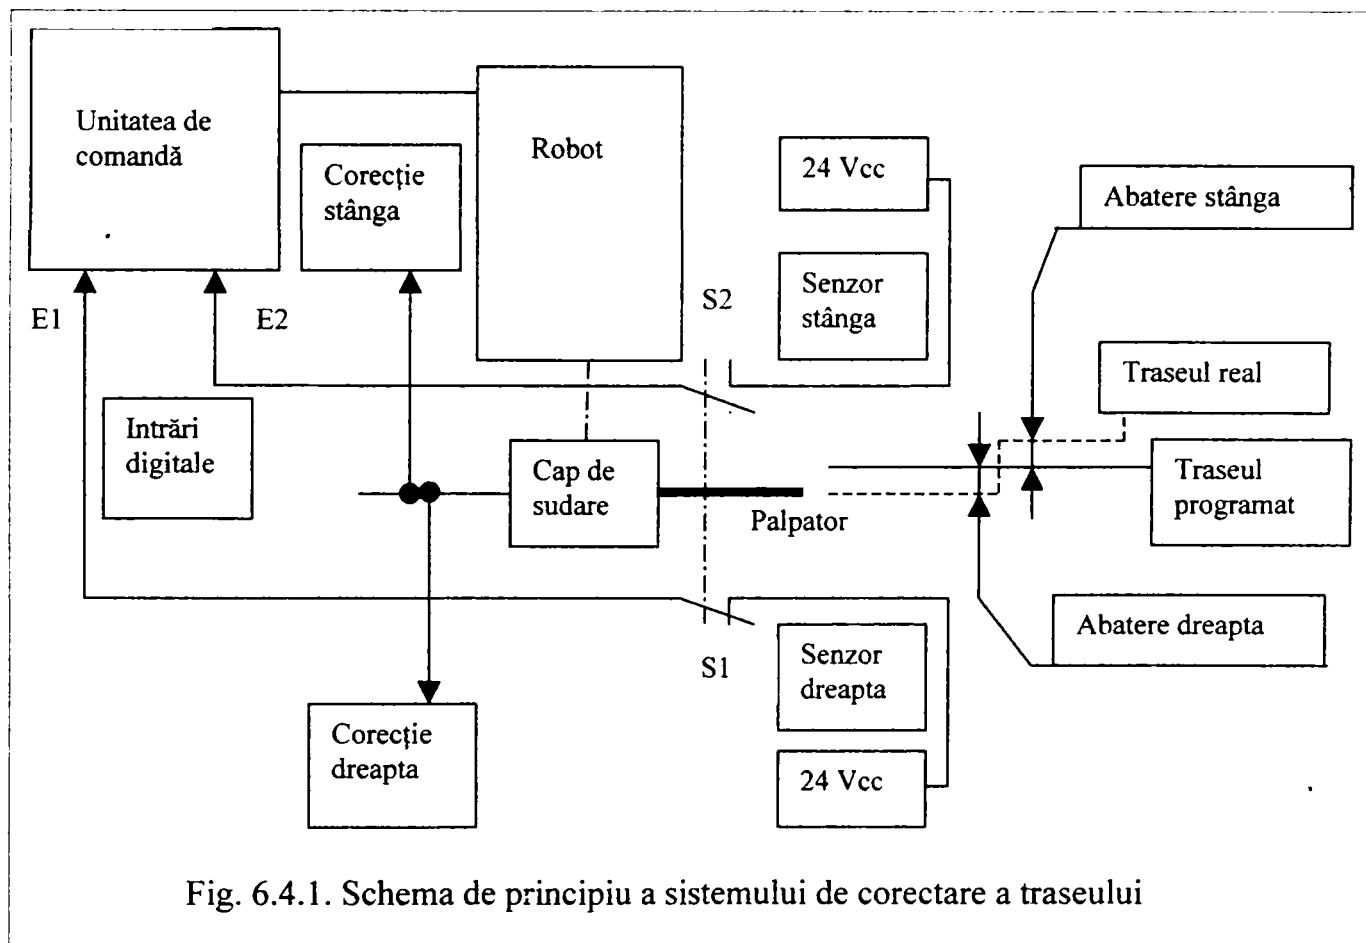 Unitatea de
comandă
Robot
Corecție
stânga
24 Vcc
Abatere stânga
Senzor
stânga
S2
E1
E2
Traseul real
Intrări
digitale
Cap de
sudare
Traseul
programat
Palpator
Abatere dreapta
Senzor
dreapta
S1
Corecție
dreapta
24 Vcc
Fig. 6.4.1. Schema de principiu a sistemului de corectare a traseului